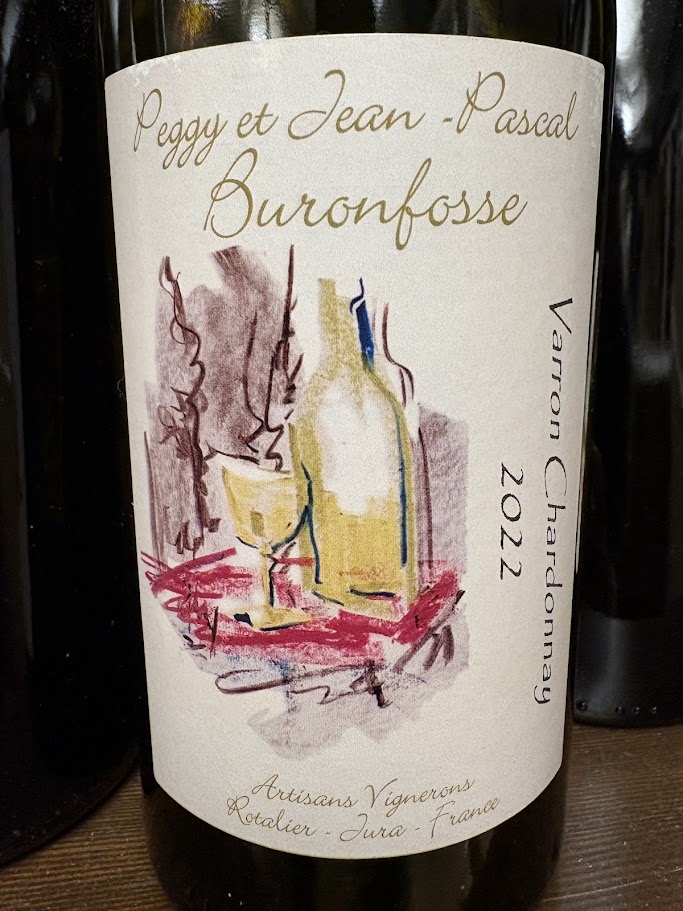 Peggy et Jean-Pascal
Buronfosse
Varron Chardonnay
2022
Artisans Vignerons
Rotalier - Jura - France